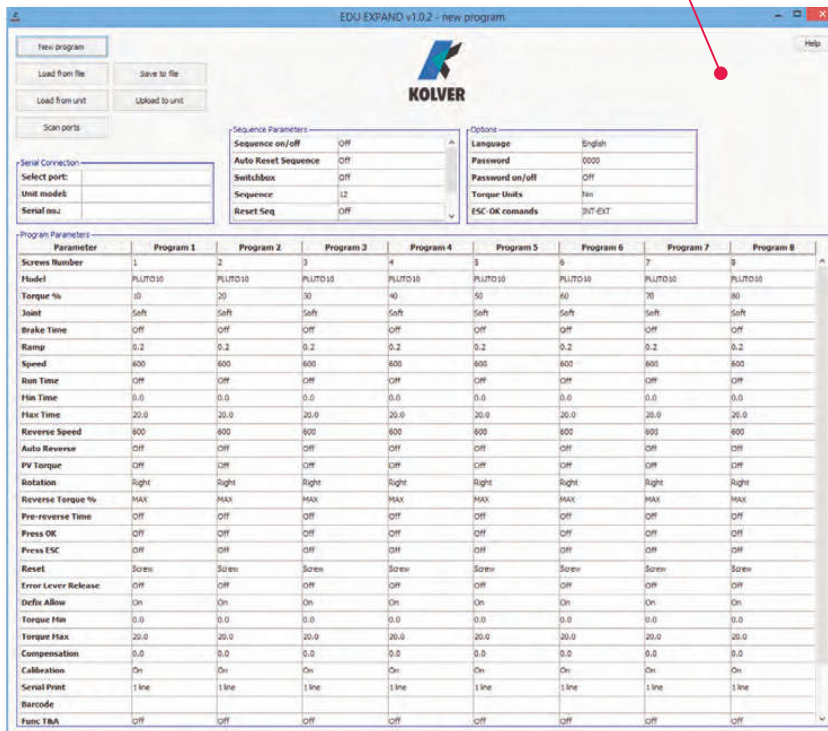 EDU EXPAND v1.0.2 - new program
New program
Help
Load from file Save to file
Load from unit Upload to unit
Scan ports
KOLVER
Serial Connection
Select port:
Unit model:
Serial no.:
Sequence Parameters
Sequence on/off Off
Auto Reset Sequence Off
Switchbox Off
Sequence 12
Reset Seq Off
Options
Language English
Password 0000
Password on/off Off
Torque Units Nm
ESC-OK comands INT-EXT
Program Parameters
Parameter Program 1 Program 2 Program 3 Program 4 Program 5 Program 6 Program 7 Program 8
Screws Number 1 2 3 4 5 6 7 8
Model PLUTO10 PLUTO10 PLUTO10 PLUTO10 PLUTO10 PLUTO10 PLUTO10 PLUTO10
Torque % 10 20 30 40 50 60 70 80
Joint Soft Soft Soft Soft Soft Soft Soft Soft
Brake Time Off Off Off Off Off Off Off Off
Ramp 0.2 0.2 0.2 0.2 0.2 0.2 0.2 0.2
Speed 600 600 600 600 600 600 600 600
Run Time Off Off Off Off Off Off Off Off
Min Time 0.0 0.0 0.0 0.0 0.0 0.0 0.0 0.0
Max Time 20.0 20.0 20.0 20.0 20.0 20.0 20.0 20.0
Reverse Speed 600 600 600 600 600 600 600 600
Auto Reverse Off Off Off Off Off Off Off Off
PV Torque Off Off Off Off Off Off Off Off
Rotation Right Right Right Right Right Right Right Right
Reverse Torque % MAX MAX MAX MAX MAX MAX MAX MAX
Pre-reverse Time Off Off Off Off Off Off Off Off
Press OK Off Off Off Off Off Off Off Off
Press ESC Off Off Off Off Off Off Off Off
Reset Screw Screw Screw Screw Screw Screw Screw Screw
Error Lever Release Off Off Off Off Off Off Off Off
Defix Allow On On On On On On On On
Torque Min 0.0 0.0 0.0 0.0 0.0 0.0 0.0 0.0
Torque Max 20.0 20.0 20.0 20.0 20.0 20.0 20.0 20.0
Compensation 0.0 0.0 0.0 0.0 0.0 0.0 0.0 0.0
Calibration On On On On On On On On
Serial Print 1 line 1 line 1 line 1 line 1 line 1 line 1 line 1 line
Barcode
Func T&A Off Off Off Off Off Off Off Off